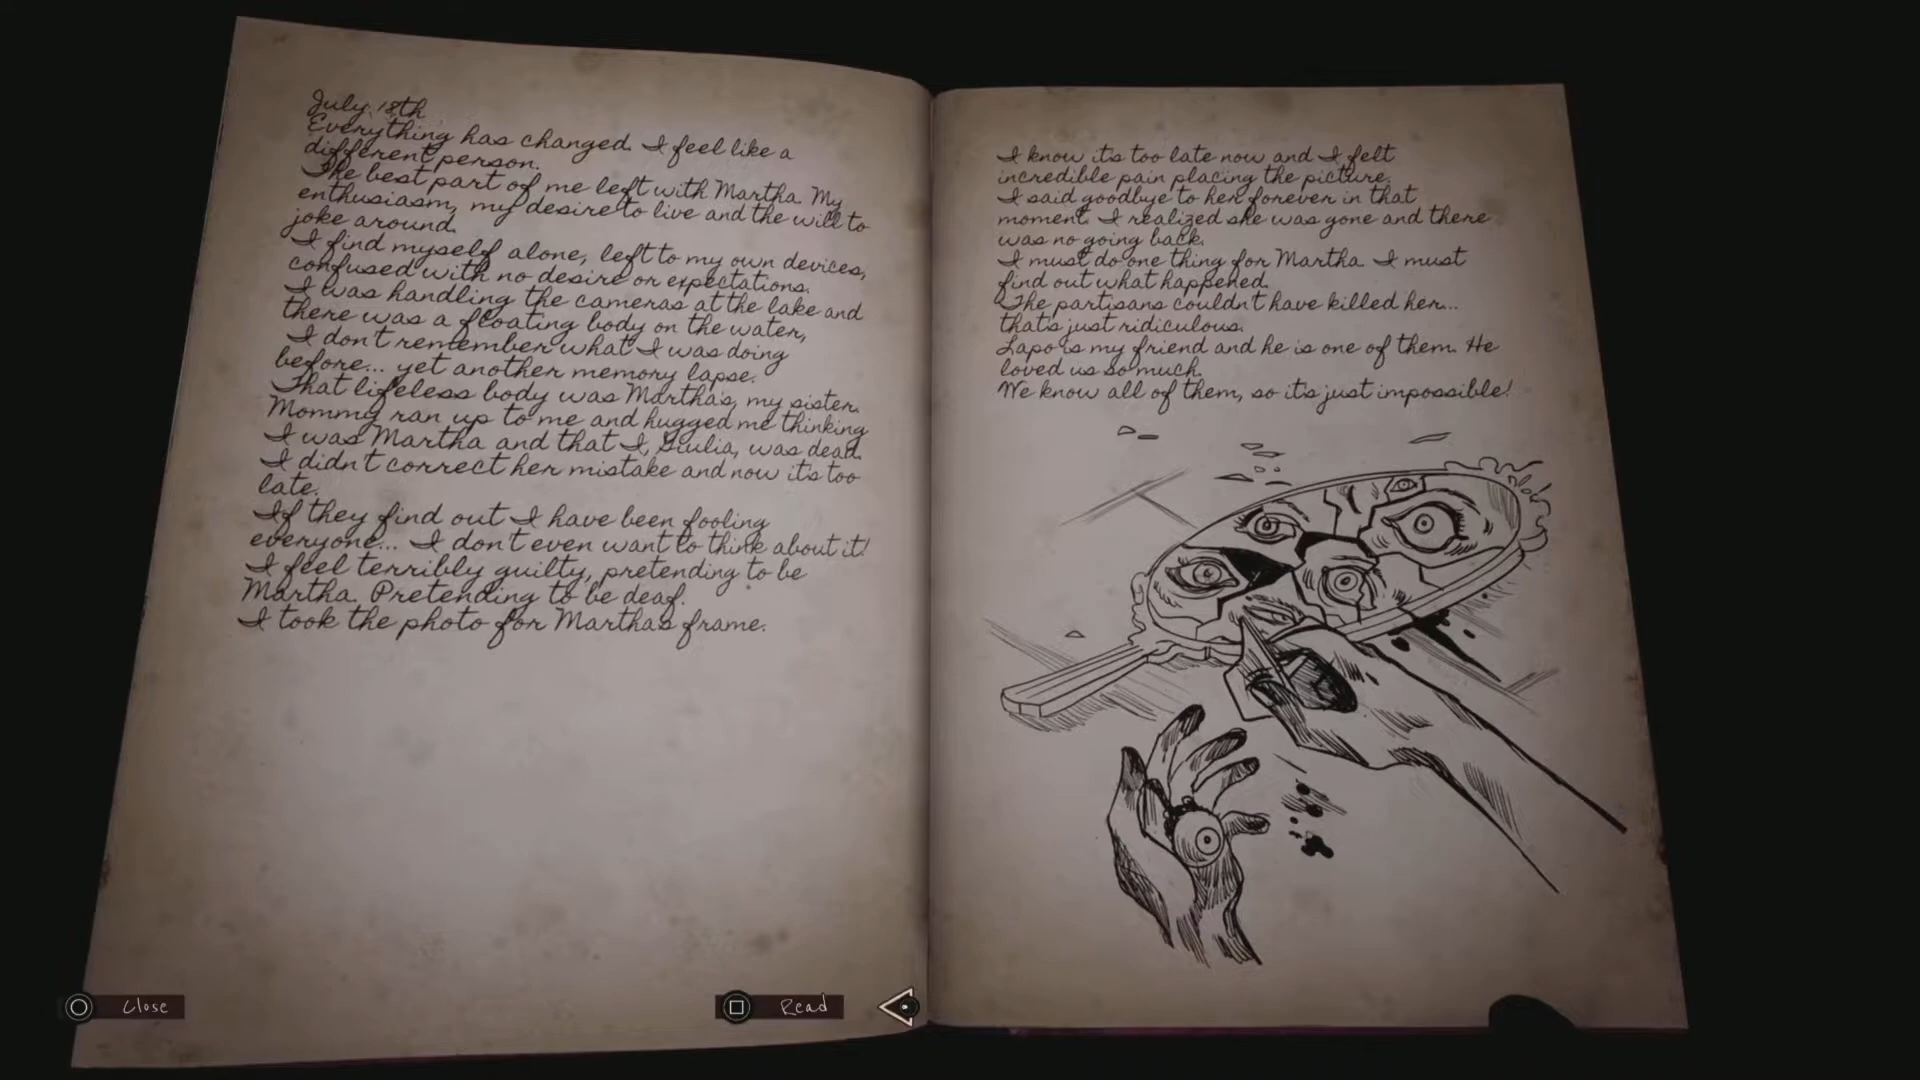 July 18th
Everything has changed. I feel like a
different person.
The best part of me left with Martha. My
enthusiasm, my desire to live and the will to
joke around.
I find myself alone, left to my own devices,
confused with no desire or expectations.
I was handling the cameras at the lake and
there was a floating body on the water,
I don't remember what I was doing
before... yet another memory lapse.
That lifeless body was Martha's, my sister.
Mommy ran up to me and hugged me thinking
I was Martha and that I, Giulia, was dead.
I didn't correct her mistake and now it's too
late.
If they find out I have been fooling
everyone... I don't even want to think about it!
I feel terribly guilty, pretending to be
Martha. Pretending to be deaf.
I took the photo for Martha's frame.
I know it's too late now and I felt
incredible pain placing the picture.
I said goodbye to her forever in that
moment. I realized she was gone and there
was no going back.
I must do one thing for Martha. I must
find out what happened.
The partisans couldn't have killed her...
that's just ridiculous.
Lapo is my friend and he is one of them. He
loved us so much.
We know all of them, so it's just impossible!
Close
Read